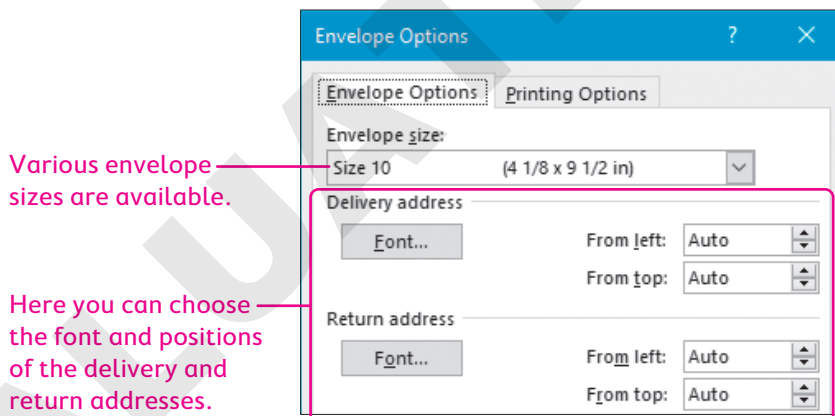 Envelope Options ? ×
Envelope Options Printing Options
Envelope size:
Various envelope
sizes are available.
Size 10 (4 1/8 x 9 1/2 in)
Delivery address
Font... From left: Auto
From top: Auto
Here you can choose
the font and positions
of the delivery and
return addresses.
Return address
Font... From left: Auto
From top: Auto